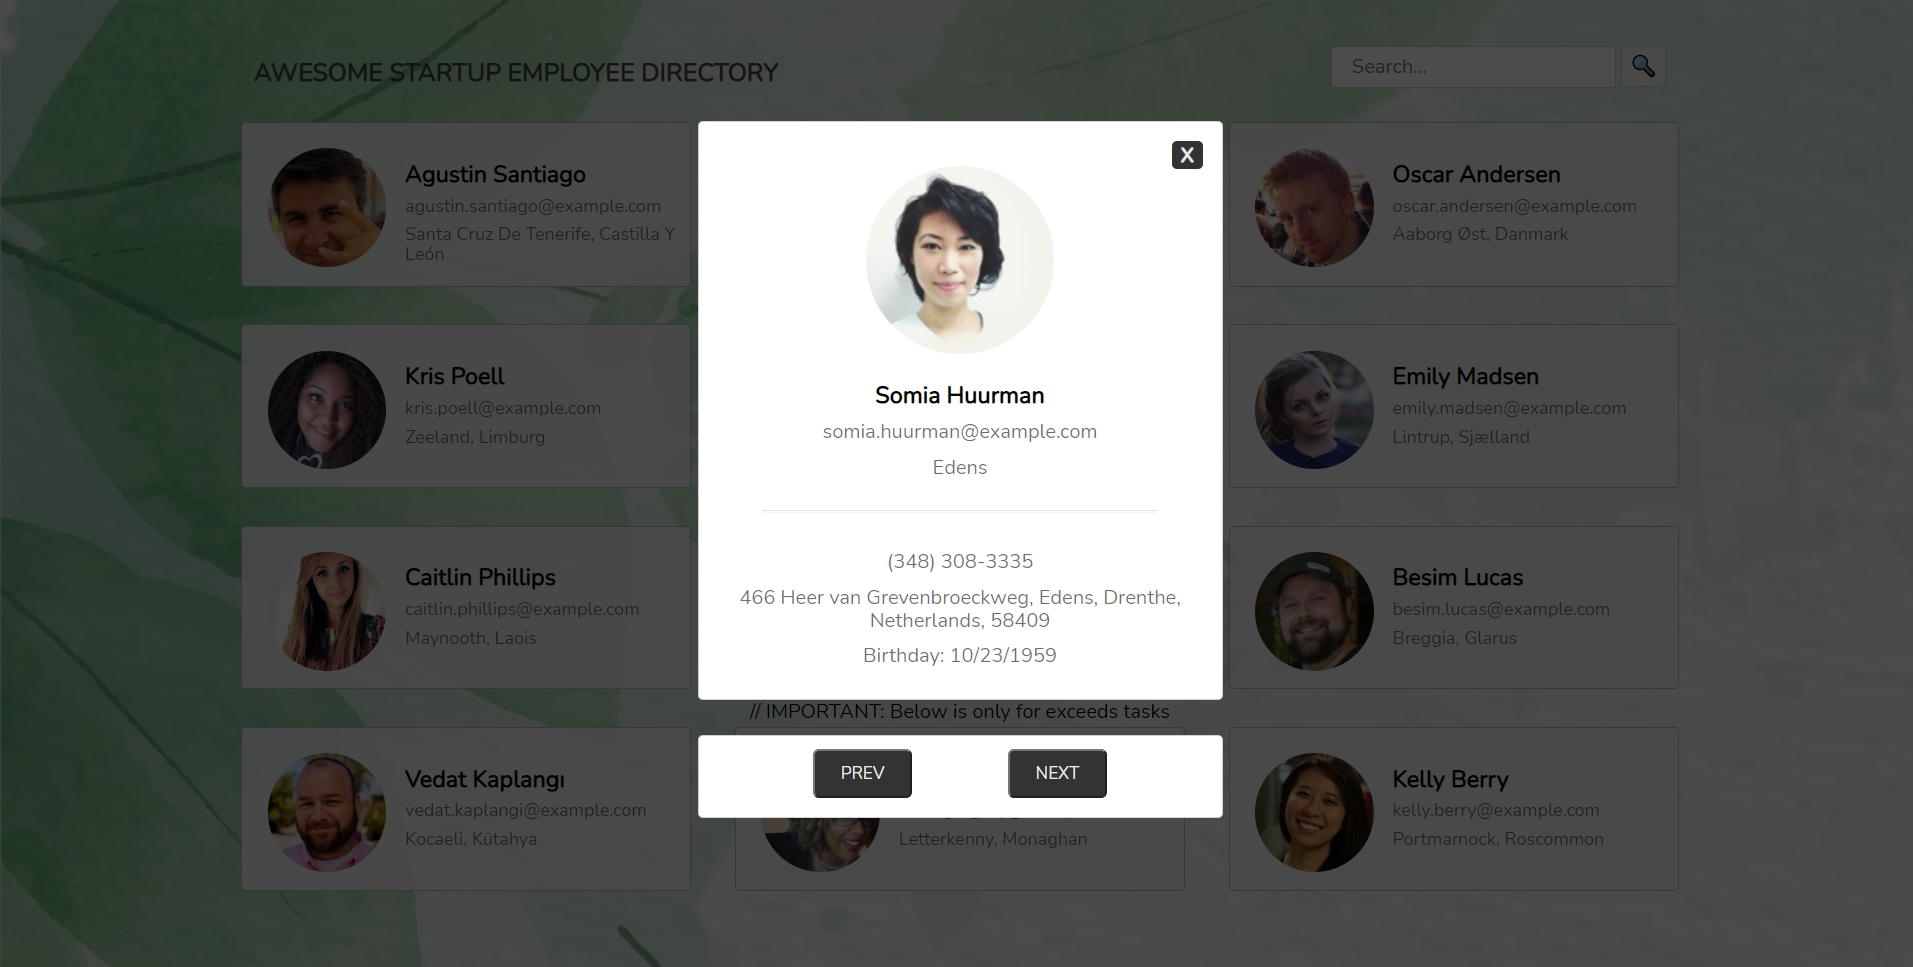 AWESOME STARTUP EMPLOYEE DIRECTORY
Search...
Agustin Santiago
agustin.santiago@example.com
Santa Cruz De Tenerife, Castilla Y
León
X
Somia Huurman
somia.huurman@example.com
Edens
(348) 308-3335
466 Heer van Grevenbroeckweg, Edens, Drenthe,
Netherlands, 58409
Birthday: 10/23/1959
// IMPORTANT: Below is only for exceeds tasks
PREV
NEXT
Oscar Andersen
oscar.andersen@example.com
Aaborg Øst, Danmark
Kris Poell
kris.poell@example.com
Zeeland, Limburg
Emily Madsen
emily.madsen@example.com
Lintrup, Sjælland
Caitlin Phillips
caitlin.phillips@example.com
Maynooth, Laois
Besim Lucas
besim.lucas@example.com
Breggia, Glarus
Vedat Kaplangı
vedat.kaplangi@example.com
Kocaeli, Kütahya
Letterkenny, Monaghan
Kelly Berry
kelly.berry@example.com
Portmarnock, Roscommon